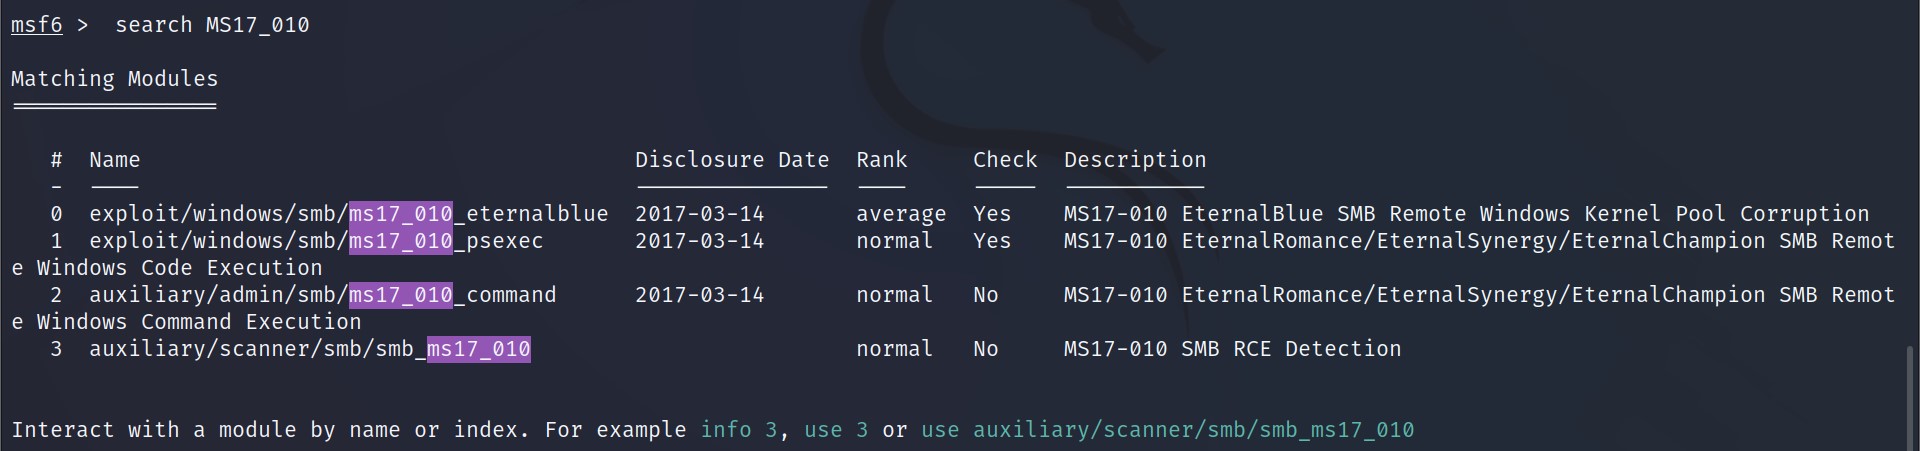 msf6 >  search MS17_010
Matching Modules
================
   #  Name                                      Disclosure Date  Rank     Check  Description
   -  ----                                      ---------------  ----     -----  -----------
   0  exploit/windows/smb/ms17_010_eternalblue  2017-03-14       average  Yes    MS17-010 EternalBlue SMB Remote Windows Kernel Pool Corruption
   1  exploit/windows/smb/ms17_010_psexec       2017-03-14       normal   Yes    MS17-010 EternalRomance/EternalSynergy/EternalChampion SMB Remot
e Windows Code Execution
   2  auxiliary/admin/smb/ms17_010_command      2017-03-14       normal   No     MS17-010 EternalRomance/EternalSynergy/EternalChampion SMB Remot
e Windows Command Execution
   3  auxiliary/scanner/smb/smb_ms17_010                         normal   No     MS17-010 SMB RCE Detection
Interact with a module by name or index. For example info 3, use 3 or use auxiliary/scanner/smb/smb_ms17_010